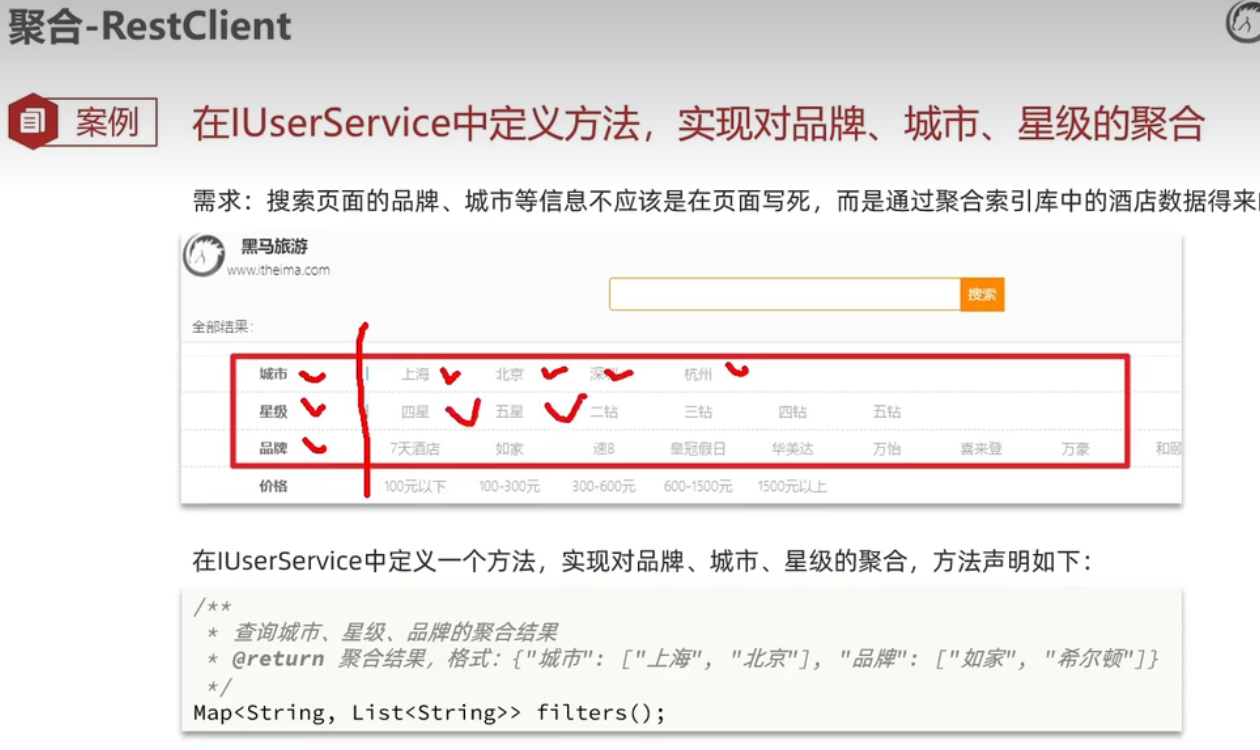 聚合-RestClient
案例
在IUserService中定义方法，实现对品牌、城市、星级的聚合
需求：搜索页面的品牌、城市等信息不应该是在页面写死，而是通过聚合索引库中的酒店数据得来
黑马旅游
www.itheima.com
搜索
全部结果:
城市 上海 北京 深圳 杭州
星级 四星 五星 二钻 三钻 四钻 五钻
品牌 7天酒店 如家 速8 皇冠假日 华美达 万怡 喜来登 万豪 和颐
价格 100元以下 100-300元 300-600元 600-1500元 1500元以上
在IUserService中定义一个方法，实现对品牌、城市、星级的聚合，方法声明如下：
/**
* 查询城市、星级、品牌的聚合结果
* @return 聚合结果，格式：{"城市": ["上海", "北京"], "品牌": ["如家", "希尔顿"]}
*/
Map<String, List<String>> filters();